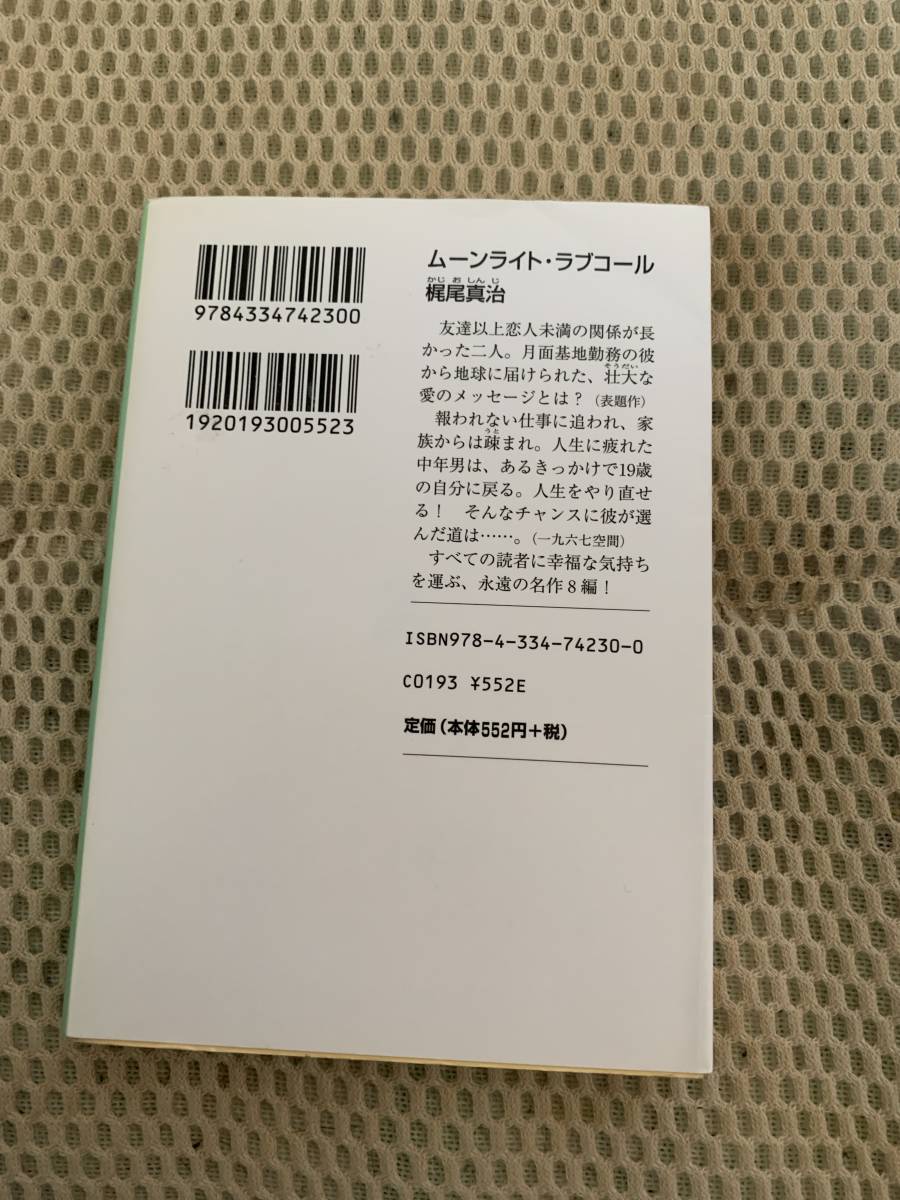 9784334742300
1920193005523
ムーンライト・ラブコール
かじおしんじ
梶尾真治
友達以上恋人未満の関係が長
かった二人。月面基地勤務の彼
そうだい
から地球に届けられた、壮大な
愛のメッセージとは？（表題作）
報われない仕事に追われ、家
うと
族からは疎まれ。人生に疲れた
中年男は、あるきっかけで19歳
の自分に戻る。人生をやり直せ
る！　そんなチャンスに彼が選
んだ道は……。（一九六七空間）
すべての読者に幸福な気持ち
を運ぶ、永遠の名作８編！
ISBN978-4-334-74230-0
C0193 ¥552E
定価（本体552円＋税）